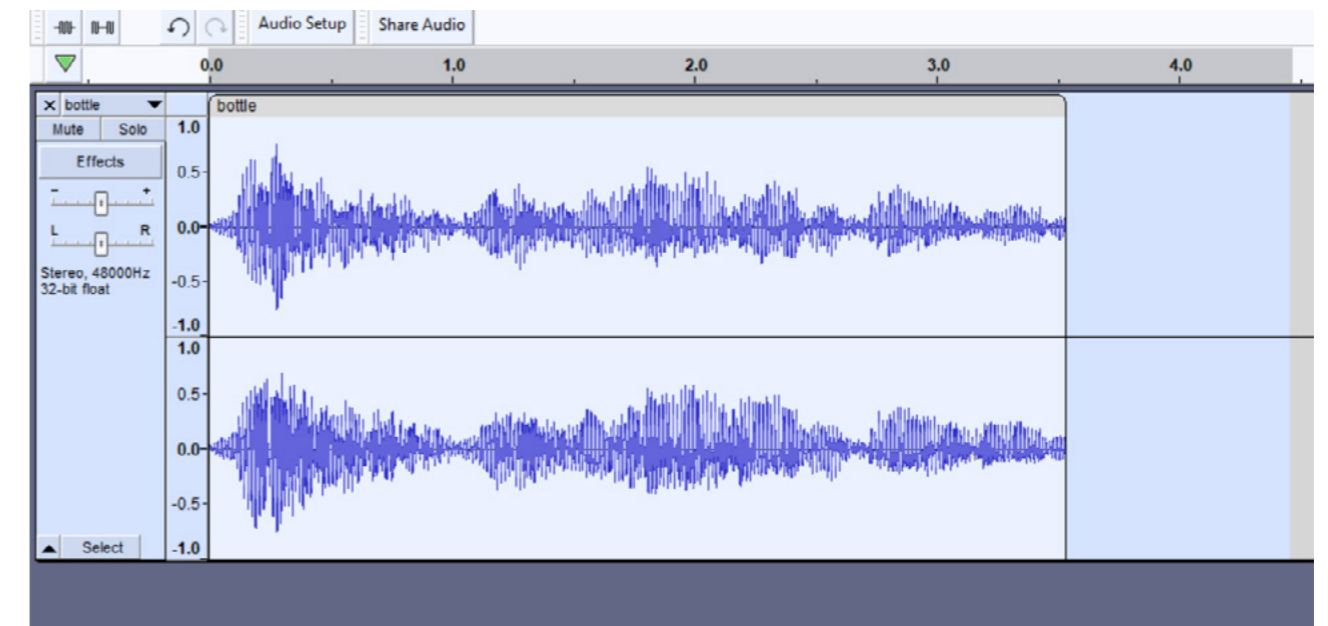 Audio Setup Share Audio
0.0 1.0 2.0 3.0 4.0
× bottle bottle
Mute Solo 1.0
Effects
0.5
- +
L R 0.0
Stereo, 48000Hz -0.5
32-bit float
-1.0
1.0
0.5
0.0
-0.5
Select -1.0